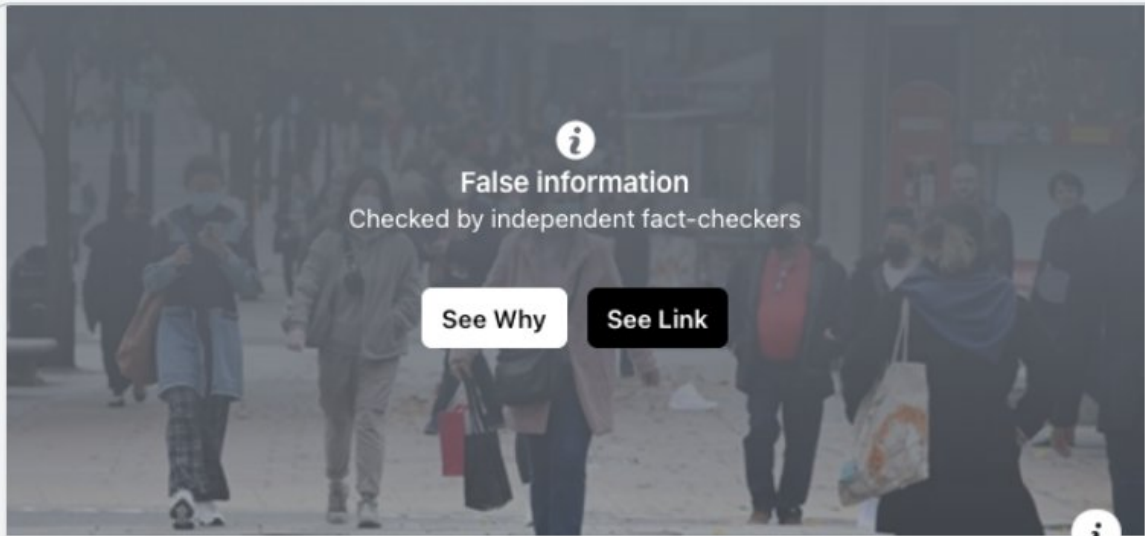 False information
Checked by independent fact-checkers
See Why
See Link